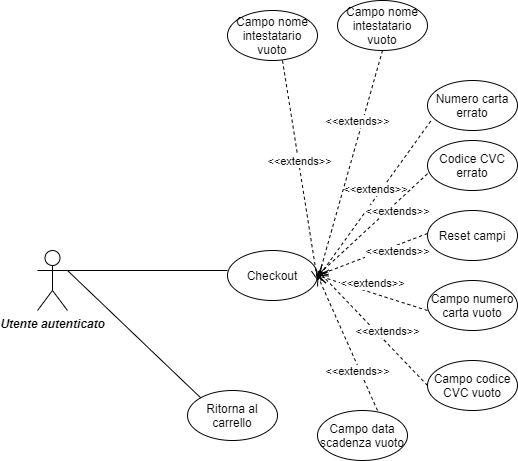 Campo nome
intestatario
vuoto
Campo nome
intestatario
vuoto
Numero carta
errato
<<extends>>
<<extends>>
Codice CVC
errato
<<extends>>
<<extends>>
Reset campi
<<extends>>
Checkout
<<extends>>
Campo numero
carta vuoto
Utente autenticato
<<extends>>
<<extends>>
Campo codice
CVC vuoto
Ritorna al
carrello
Campo data
scadenza vuoto